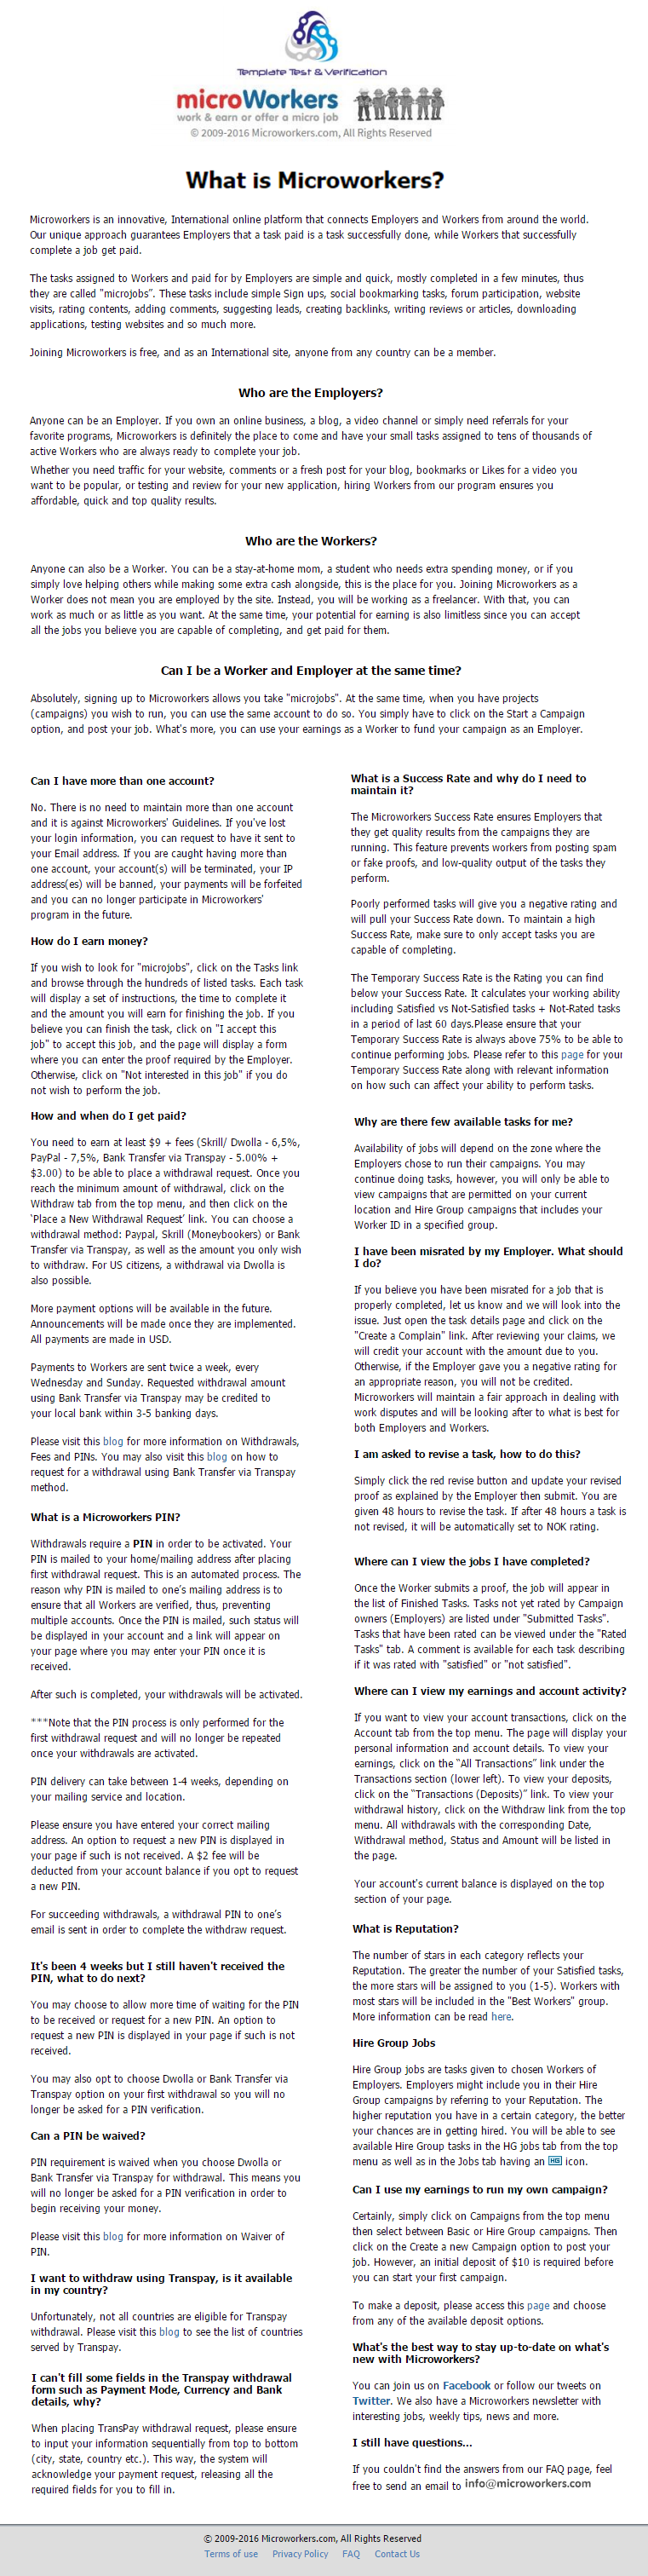 Template Test & Verification
microWorkers
work & earn or offer a micro job
© 2009-2016 Microworkers.com, All Rights Reserved
What is Microworkers?
Microworkers is an innovative, International online platform that connects Employers and Workers from around the world.
Our unique approach guarantees Employers that a task paid is a task successfully done, while Workers that successfully
complete a job get paid.
The tasks assigned to Workers and paid for by Employers are simple and quick, mostly completed in a few minutes, thus
they are called "microjobs". These tasks include simple Sign ups, social bookmarking tasks, forum participation, website
visits, rating contents, adding comments, suggesting leads, creating backlinks, writing reviews or articles, downloading
applications, testing websites and so much more.
Joining Microworkers is free, and as an International site, anyone from any country can be a member.
Who are the Employers?
Anyone can be an Employer. If you own an online business, a blog, a video channel or simply need referrals for your
favorite programs, Microworkers is definitely the place to come and have your small tasks assigned to tens of thousands of
active Workers who are always ready to complete your job.
Whether you need traffic for your website, comments or a fresh post for your blog, bookmarks or Likes for a video you
want to be popular, or testing and review for your new application, hiring Workers from our program ensures you
affordable, quick and top quality results.
Who are the Workers?
Anyone can also be a Worker. You can be a stay-at-home mom, a student who needs extra spending money, or if you
simply love helping others while making some extra cash alongside, this is the place for you. Joining Microworkers as a
Worker does not mean you are employed by the site. Instead, you will be working as a freelancer. With that, you can
work as much or as little as you want. At the same time, your potential for earning is also limitless since you can accept
all the jobs you believe you are capable of completing, and get paid for them.
Can I be a Worker and Employer at the same time?
Absolutely, signing up to Microworkers allows you take "microjobs". At the same time, when you have projects
(campaigns) you wish to run, you can use the same account to do so. You simply have to click on the Start a Campaign
option, and post your job. What's more, you can use your earnings as a Worker to fund your campaign as an Employer.
Can I have more than one account?
No. There is no need to maintain more than one account
and it is against Microworkers' Guidelines. If you've lost
your login information, you can request to have it sent to
your Email address. If you are caught having more than
one account, your account(s) will be terminated, your IP
address(es) will be banned, your payments will be forfeited
and you can no longer participate in Microworkers'
program in the future.
How do I earn money?
If you wish to look for "microjobs", click on the Tasks link
and browse through the hundreds of listed tasks. Each task
will display a set of instructions, the time to complete it
and the amount you will earn for finishing the job. If you
believe you can finish the task, click on "I accept this
job" to accept this job, and the page will display a form
where you can enter the proof required by the Employer.
Otherwise, click on "Not interested in this job" if you do
not wish to perform the job.
How and when do I get paid?
You need to earn at least $9 + fees (Skrill/ Dwolla - 6,5%,
PayPal - 7,5%, Bank Transfer via Transpay - 5.00% +
$3.00) to be able to place a withdrawal request. Once you
reach the minimum amount of withdrawal, click on the
Withdraw tab from the top menu, and then click on the
'Place a New Withdrawal Request' link. You can choose a
withdrawal method: Paypal, Skrill (Moneybookers) or Bank
Transfer via Transpay, as well as the amount you only wish
to withdraw. For US citizens, a withdrawal via Dwolla is
also possible.
More payment options will be available in the future.
Announcements will be made once they are implemented.
All payments are made in USD.
Payments to Workers are sent twice a week, every
Wednesday and Sunday. Requested withdrawal amount
using Bank Transfer via Transpay may be credited to
your local bank within 3-5 banking days.
Please visit this blog for more information on Withdrawals,
Fees and PINs. You may also visit this blog on how to
request for a withdrawal using Bank Transfer via Transpay
method.
What is a Microworkers PIN?
Withdrawals require a PIN in order to be activated. Your
PIN is mailed to your home/mailing address after placing
first withdrawal request. This is an automated process. The
reason why PIN is mailed to one's mailing address is to
ensure that all Workers are verified, thus, preventing
multiple accounts. Once the PIN is mailed, such status will
be displayed in your account and a link will appear on
your page where you may enter your PIN once it is
received.
After such is completed, your withdrawals will be activated.
***Note that the PIN process is only performed for the
first withdrawal request and will no longer be repeated
once your withdrawals are activated.
PIN delivery can take between 1-4 weeks, depending on
your mailing service and location.
Please ensure you have entered your correct mailing
address. An option to request a new PIN is displayed in
your page if such is not received. A $2 fee will be
deducted from your account balance if you opt to request
a new PIN.
For succeeding withdrawals, a withdrawal PIN to one's
email is sent in order to complete the withdraw request.
It's been 4 weeks but I still haven't received the
PIN, what to do next?
You may choose to allow more time of waiting for the PIN
to be received or request for a new PIN. An option to
request a new PIN is displayed in your page if such is not
received.
You may also opt to choose Dwolla or Bank Transfer via
Transpay option on your first withdrawal so you will no
longer be asked for a PIN verification.
Can a PIN be waived?
PIN requirement is waived when you choose Dwolla or
Bank Transfer via Transpay for withdrawal. This means you
will no longer be asked for a PIN verification in order to
begin receiving your money.
Please visit this blog for more information on Waiver of
PIN.
I want to withdraw using Transpay, is it available
in my country?
Unfortunately, not all countries are eligible for Transpay
withdrawal. Please visit this blog to see the list of countries
served by Transpay.
I can't fill some fields in the Transpay withdrawal
form such as Payment Mode, Currency and Bank
details, why?
When placing TransPay withdrawal request, please ensure
to input your information sequentially from top to bottom
(city, state, country etc.). This way, the system will
acknowledge your payment request, releasing all the
required fields for you to fill in.
What is a Success Rate and why do I need to
maintain it?
The Microworkers Success Rate ensures Employers that
they get quality results from the campaigns they are
running. This feature prevents workers from posting spam
or fake proofs, and low-quality output of the tasks they
perform.
Poorly performed tasks will give you a negative rating and
will pull your Success Rate down. To maintain a high
Success Rate, make sure to only accept tasks you are
capable of completing.
The Temporary Success Rate is the Rating you can find
below your Success Rate. It calculates your working ability
including Satisfied vs Not-Satisfied tasks + Not-Rated tasks
in a period of last 60 days.Please ensure that your
Temporary Success Rate is always above 75% to be able to
continue performing jobs. Please refer to this page for your
Temporary Success Rate along with relevant information
on how such can affect your ability to perform tasks.
Why are there few available tasks for me?
Availability of jobs will depend on the zone where the
Employers chose to run their campaigns. You may
continue doing tasks, however, you will only be able to
view campaigns that are permitted on your current
location and Hire Group campaigns that includes your
Worker ID in a specified group.
I have been misrated by my Employer. What should
I do?
If you believe you have been misrated for a job that is
properly completed, let us know and we will look into the
issue. Just open the task details page and click on the
"Create a Complain" link. After reviewing your claims, we
will credit your account with the amount due to you.
Otherwise, if the Employer gave you a negative rating for
an appropriate reason, you will not be credited.
Microworkers will maintain a fair approach in dealing with
work disputes and will be looking after to what is best for
both Employers and Workers.
I am asked to revise a task, how to do this?
Simply click the red revise button and update your revised
proof as explained by the Employer then submit. You are
given 48 hours to revise the task. If after 48 hours a task is
not revised, it will be automatically set to NOK rating.
Where can I view the jobs I have completed?
Once the Worker submits a proof, the job will appear in
the list of Finished Tasks. Tasks not yet rated by Campaign
owners (Employers) are listed under "Submitted Tasks".
Tasks that have been rated can be viewed under the "Rated
Tasks" tab. A comment is available for each task describing
if it was rated with "satisfied" or "not satisfied".
Where can I view my earnings and account activity?
If you want to view your account transactions, click on the
Account tab from the top menu. The page will display your
personal information and account details. To view your
earnings, click on the "All Transactions" link under the
Transactions section (lower left). To view your deposits,
click on the "Transactions (Deposits)" link. To view your
withdrawal history, click on the Withdraw link from the top
menu. All withdrawals with the corresponding Date,
Withdrawal method, Status and Amount will be listed in
the page.
Your account's current balance is displayed on the top
section of your page.
What is Reputation?
The number of stars in each category reflects your
Reputation. The greater the number of your Satisfied tasks,
the more stars will be assigned to you (1-5). Workers with
most stars will be included in the "Best Workers" group.
More information can be read here.
Hire Group Jobs
Hire Group jobs are tasks given to chosen Workers of
Employers. Employers might include you in their Hire
Group campaigns by referring to your Reputation. The
higher reputation you have in a certain category, the better
your chances are in getting hired. You will be able to see
available Hire Group tasks in the HG jobs tab from the top
menu as well as in the Jobs tab having an HG icon.
Can I use my earnings to run my own campaign?
Certainly, simply click on Campaigns from the top menu
then select between Basic or Hire Group campaigns. Then
click on the Create a new Campaign option to post your
job. However, an initial deposit of $10 is required before
you can start your first campaign.
To make a deposit, please access this page and choose
from any of the available deposit options.
What's the best way to stay up-to-date on what's
new with Microworkers?
You can join us on Facebook or follow our tweets on
Twitter. We also have a Microworkers newsletter with
interesting jobs, weekly tips, news and more.
I still have questions...
If you couldn't find the answers from our FAQ page, feel
free to send an email to info@microworkers.com
© 2009-2016 Microworkers.com, All Rights Reserved
Terms of use Privacy Policy FAQ Contact Us